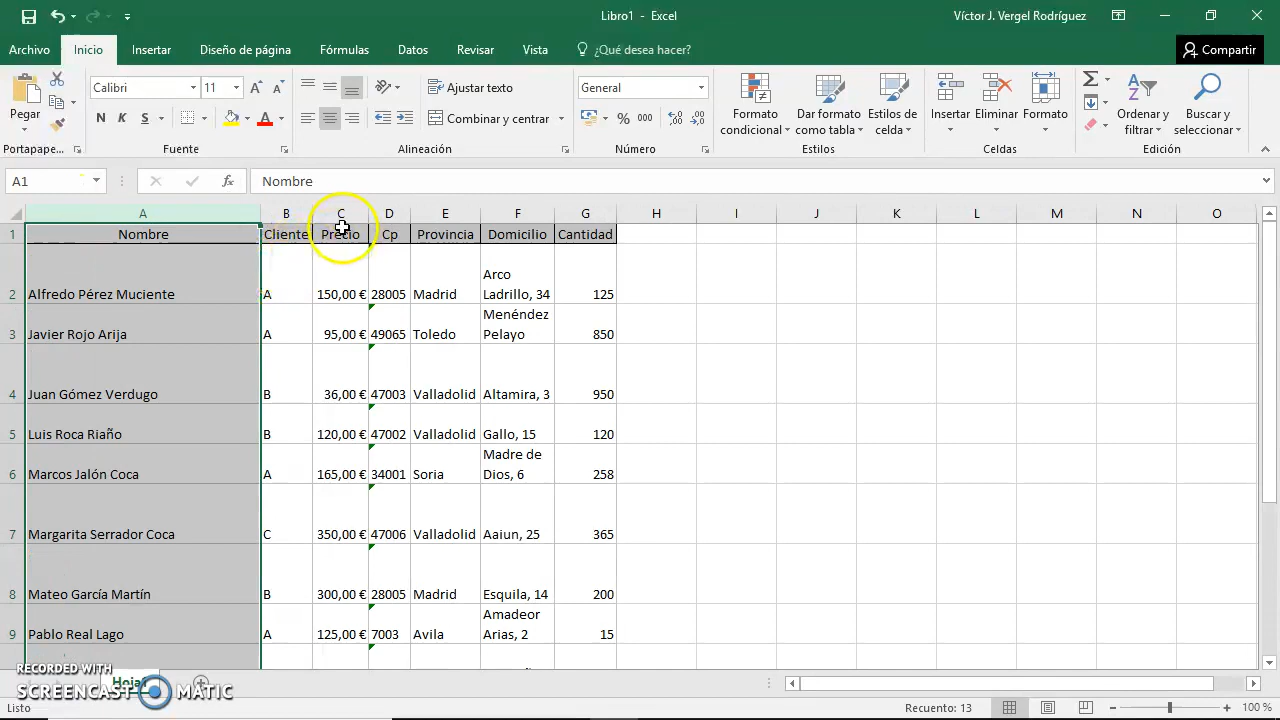 Libro1 - Excel
Víctor J. Vergel Rodríguez
Archivo Inicio Insertar Diseño de página Fórmulas Datos Revisar Vista ¿Qué desea hacer? Compartir
Pegar
Calibri 11
N K S
Ajustar texto
Combinar y centrar
General
% 000
Formato condicional
Dar formato como tabla
Estilos de celda
Insertar Eliminar Formato
Ordenar y filtrar
Buscar y seleccionar
Portapape... Fuente Alineación Número Estilos Celdas Edición
A1 fx Nombre
A B C D E F G H I J K L M N O
1 Nombre Cliente Precio Cp Provincia Domicilio Cantidad
2 Alfredo Pérez Muciente A 150,00 € 28005 Madrid Arco Ladrillo, 34 125
3 Javier Rojo Arija A 95,00 € 49065 Toledo Menéndez Pelayo 850
4 Juan Gómez Verdugo B 36,00 € 47003 Valladolid Altamira, 3 950
5 Luis Roca Riaño B 120,00 € 47002 Valladolid Gallo, 15 120
6 Marcos Jalón Coca A 165,00 € 34001 Soria Madre de Dios, 6 258
7 Margarita Serrador Coca C 350,00 € 47006 Valladolid Aaiun, 25 365
8 Mateo García Martín B 300,00 € 28005 Madrid Esquila, 14 200
9 Pablo Real Lago A 125,00 € 7003 Avila Amadeor Arias, 2 15
RECORDED WITH
SCREENCAST MATIC
Listo
Recuento: 13
100 %